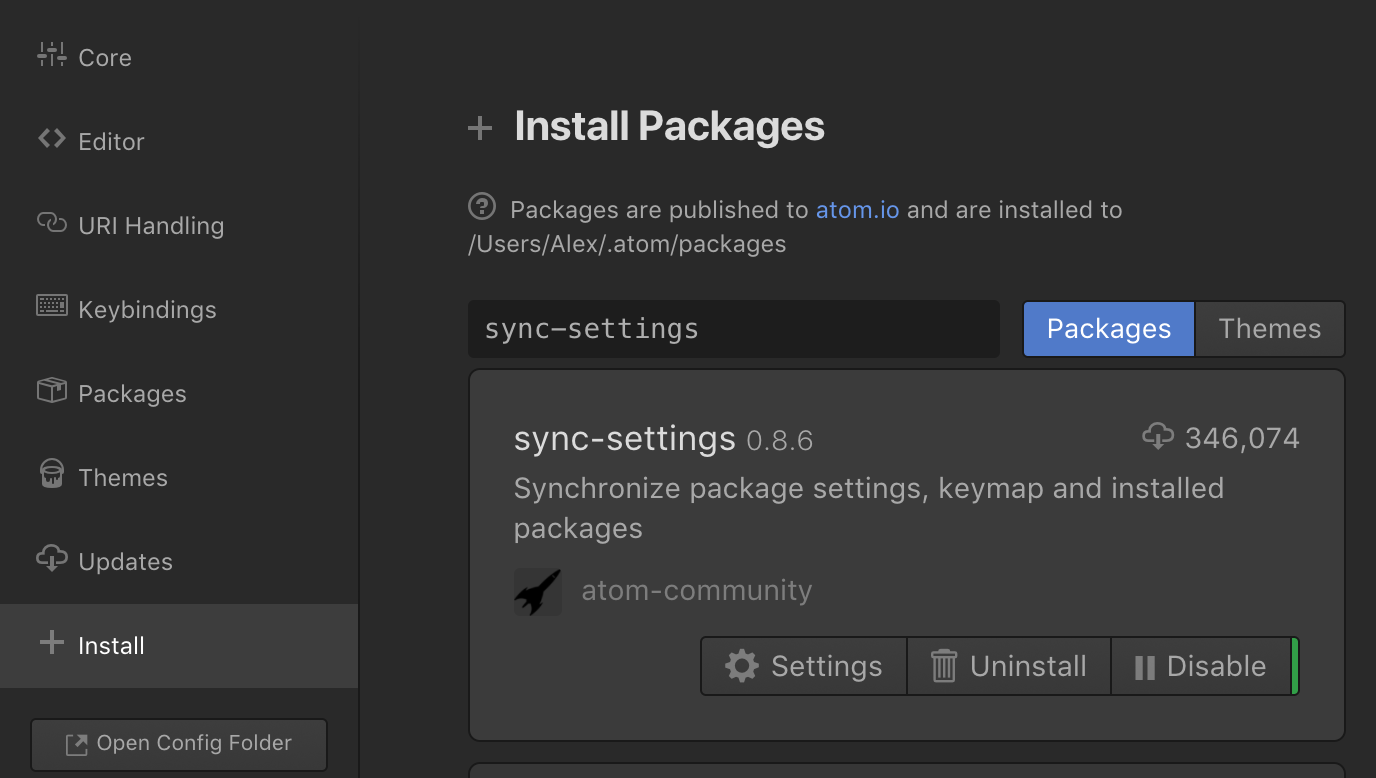 Core
Editor
URI Handling
Keybindings
Packages
Themes
Updates
Install
Open Config Folder
Install Packages
Packages are published to atom.io and are installed to
/Users/Alex/.atom/packages
sync-settings
Packages Themes
sync-settings 0.8.6 346,074
Synchronize package settings, keymap and installed
packages
atom-community
Settings Uninstall Disable